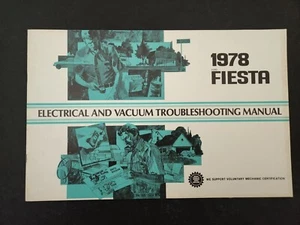 1978
FIESTA
ELECTRICAL AND VACUUM TROUBLESHOOTING MANUAL
WE SUPPORT VOLUNTARY MECHANIC CERTIFICATION